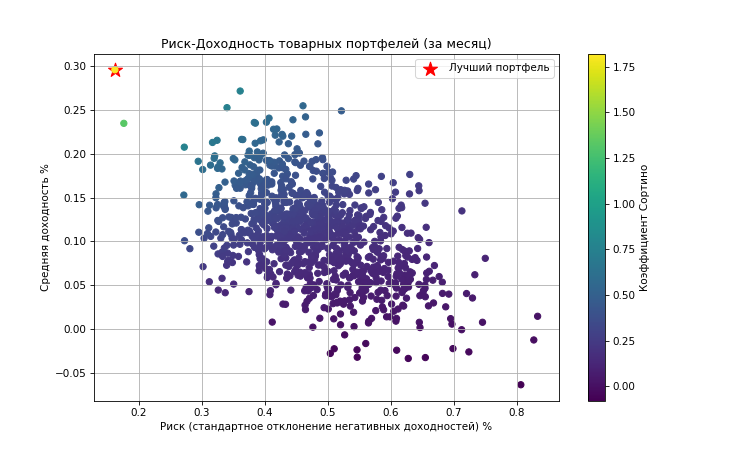 Риск-Доходность товарных портфелей (за месяц)
Лучший портфель
0.30
0.25
0.20
0.15
0.10
0.05
0.00
−0.05
Средняя доходность %
0.2 0.3 0.4 0.5 0.6 0.7 0.8
Риск (стандартное отклонение негативных доходностей) %
1.75
1.50
1.25
1.00
0.75
0.50
0.25
0.00
Коэффициент Сортино